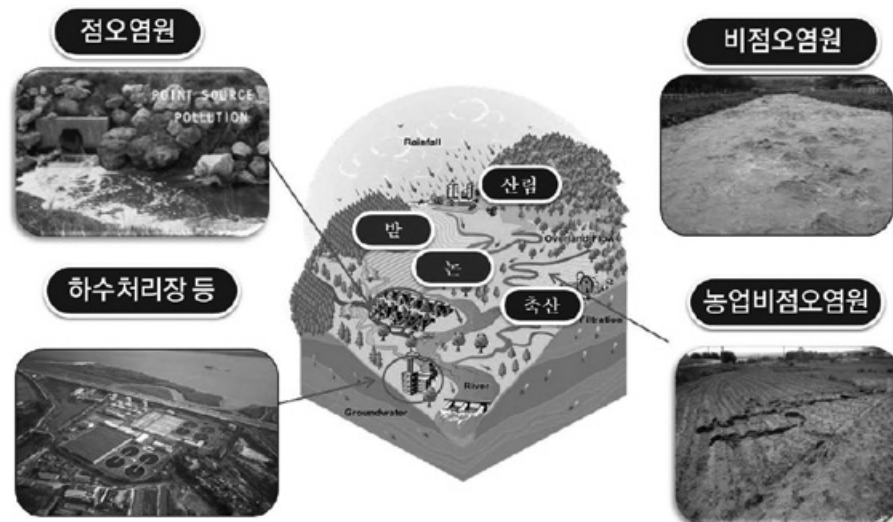 점오염원
비점오염원
POINT SOURCE
POLLUTION
Rainfall
산림
밭
Overland Flow
논
하수처리장 등
축산
농업비점오염원
River
Groundwater